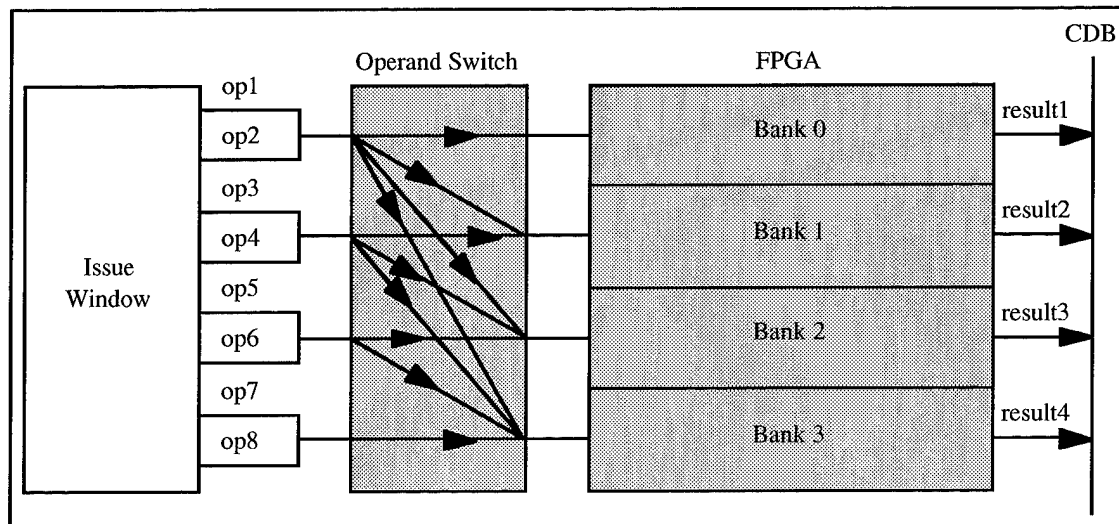 CDB
Operand Switch
FPGA
op1
op2
op3
op4
op5
op6
op7
op8
Issue
Window
Bank 0
Bank 1
Bank 2
Bank 3
result1
result2
result3
result4